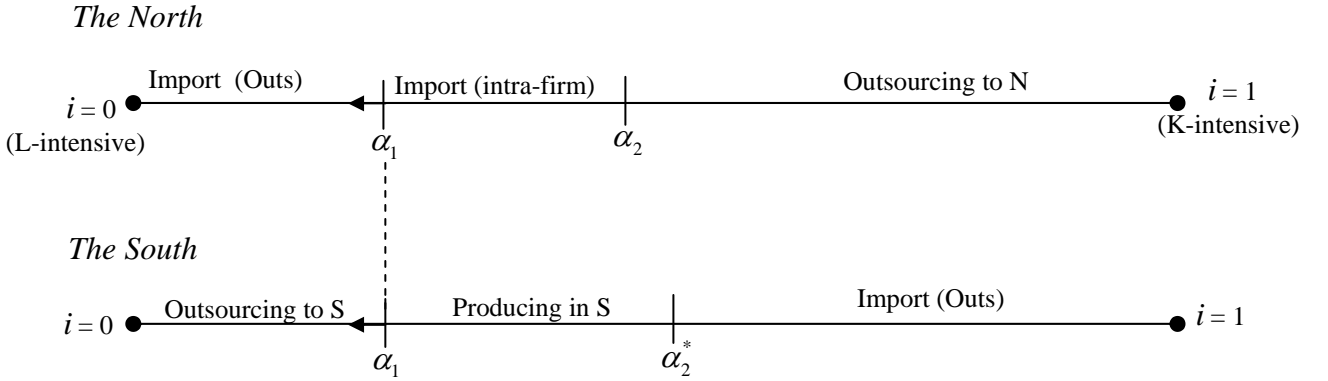 The North
Import (Outs)
Import (intra-firm)
Outsourcing to N
i = 0
(L-intensive)
i = 1
(K-intensive)
α₁
α₂
The South
Outsourcing to S
Producing in S
Import (Outs)
i = 0
i = 1
α₁
α₂*